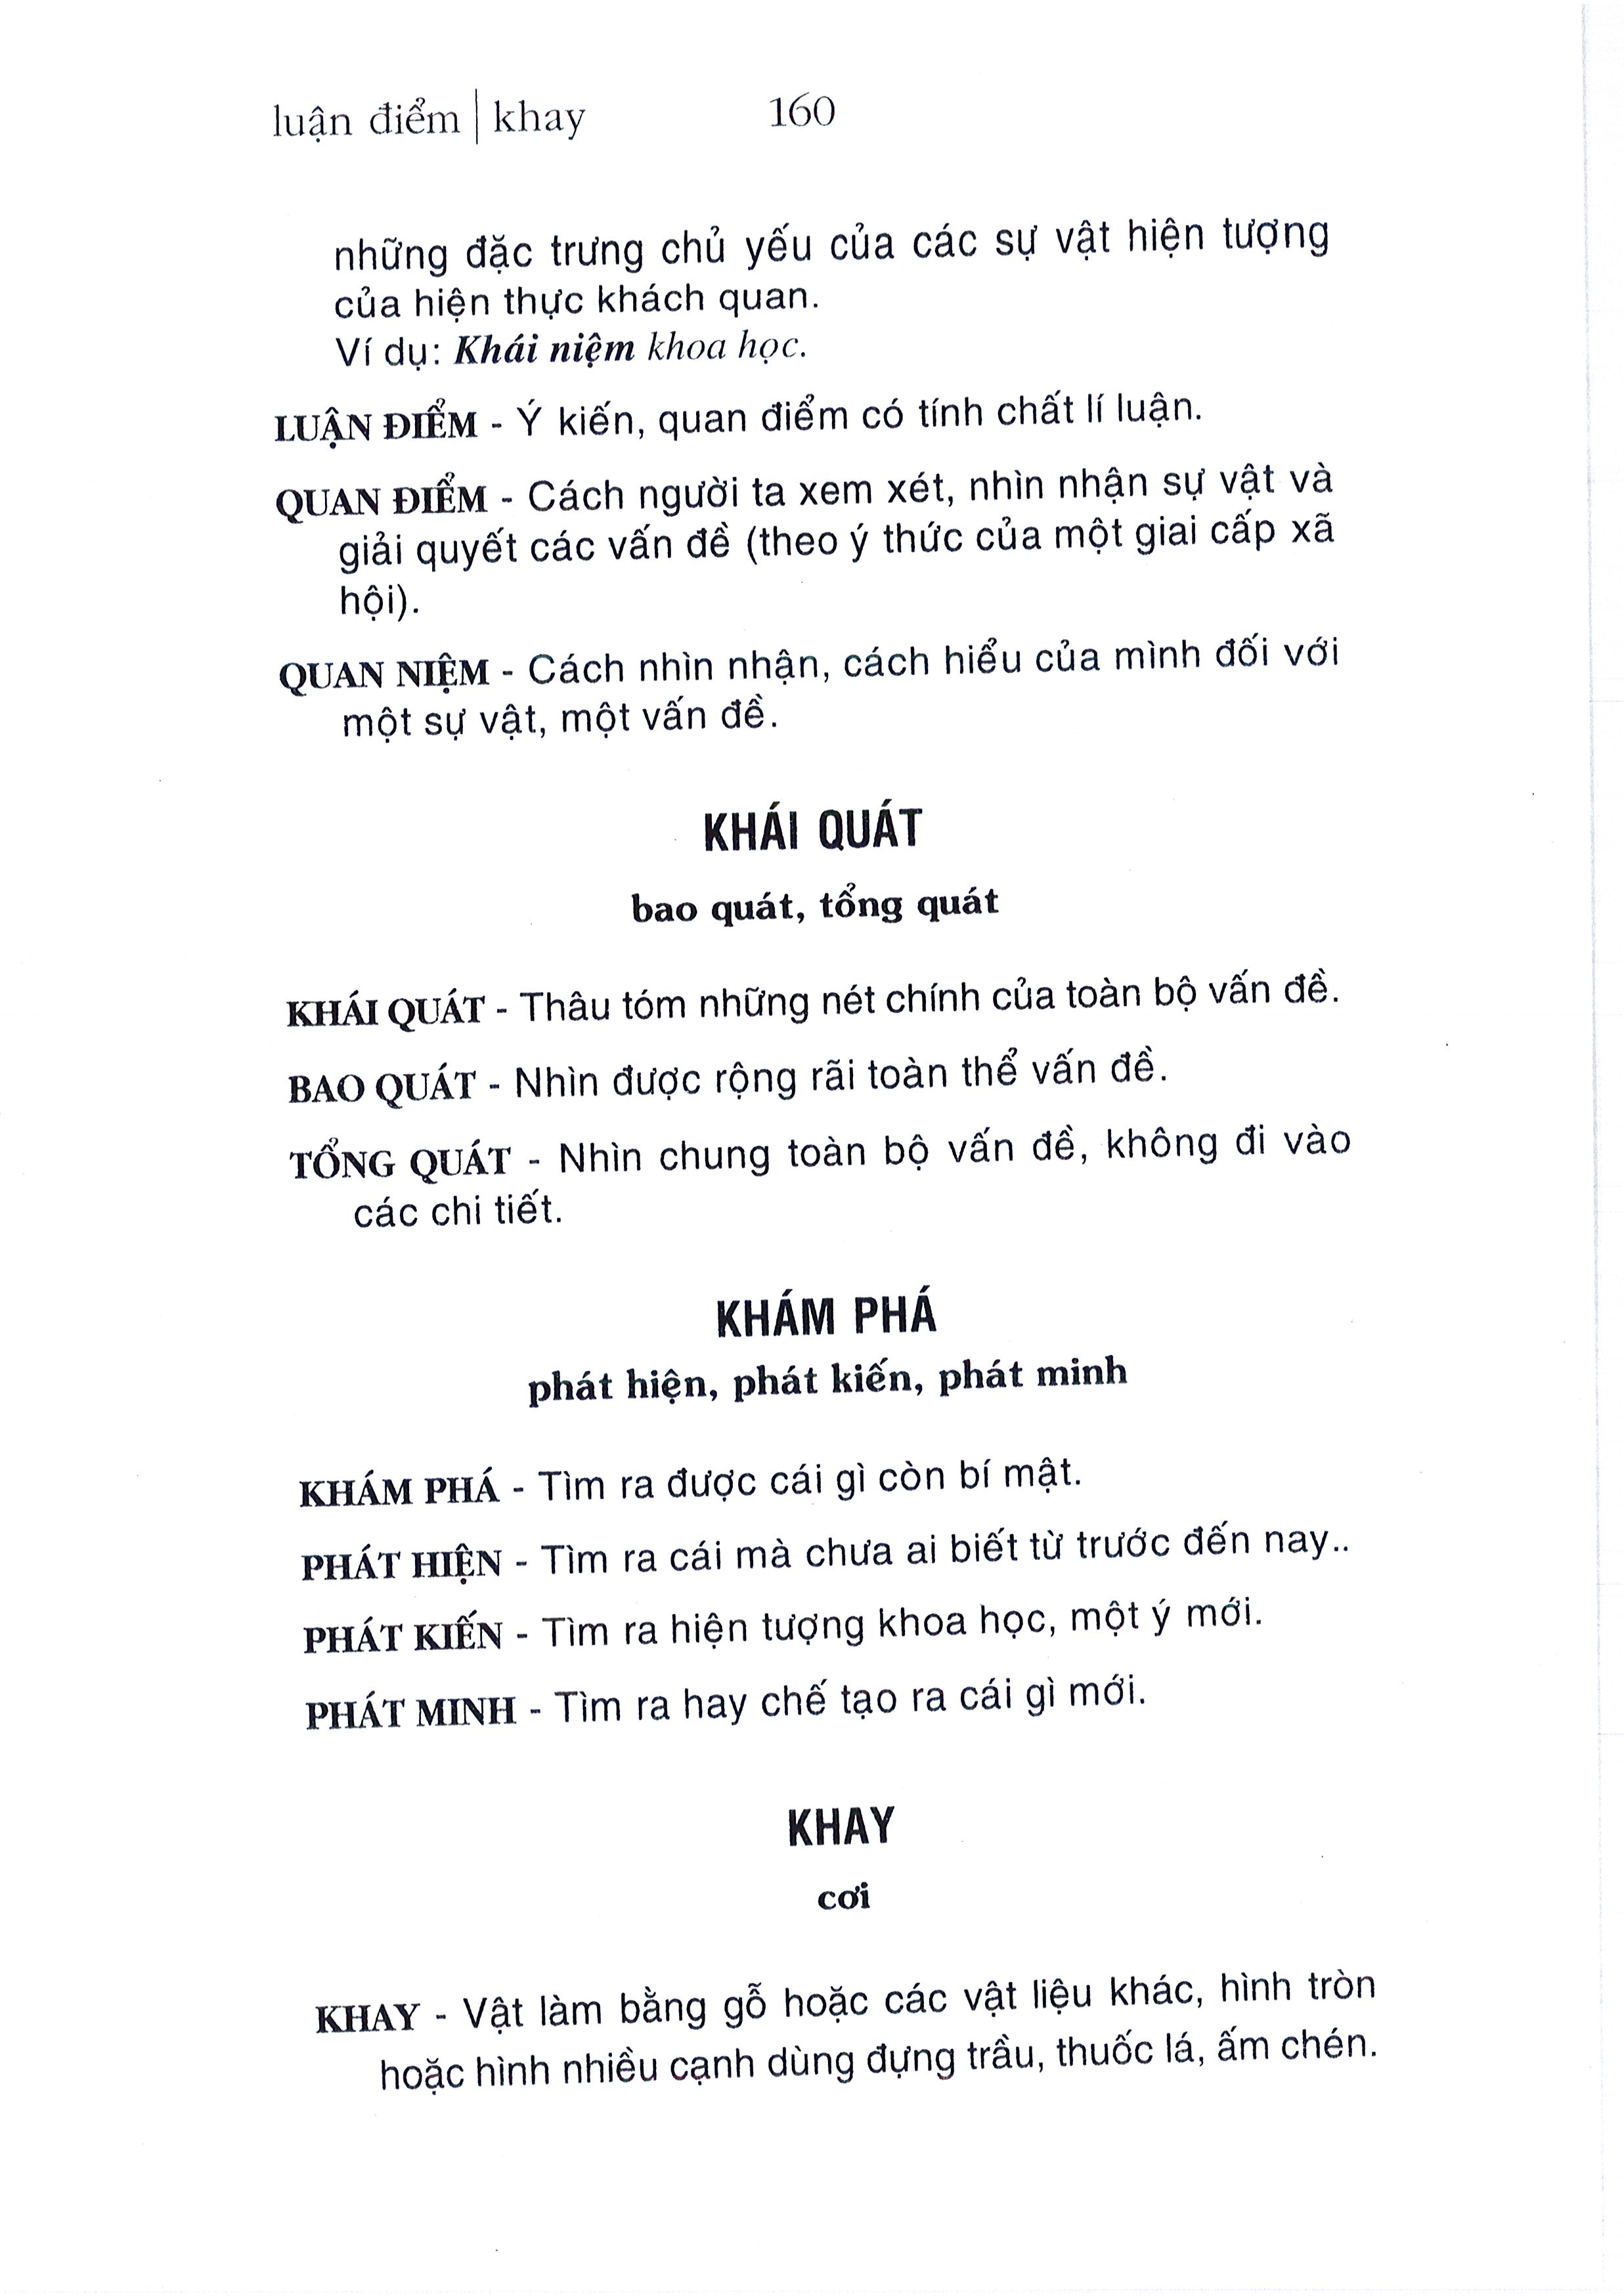 luận điểm | khay 160
những đặc trưng chủ yếu của các sự vật hiện tượng
của hiện thực khách quan.
Ví dụ: Khái niệm khoa học.
LUẬN ĐIỂM - Ý kiến, quan điểm có tính chất lí luận.
QUAN ĐIỂM - Cách người ta xem xét, nhìn nhận sự vật và
giải quyết các vấn đề (theo ý thức của một giai cấp xã
hội).
QUAN NIỆM - Cách nhìn nhận, cách hiểu của mình đối với
một sự vật, một vấn đề.
KHÁI QUÁT
bao quát, tổng quát
KHÁI QUÁT - Thâu tóm những nét chính của toàn bộ vấn đề.
BAO QUÁT - Nhìn được rộng rãi toàn thể vấn đề.
TỔNG QUÁT - Nhìn chung toàn bộ vấn đề, không đi vào
các chi tiết.
KHÁM PHÁ
phát hiện, phát kiến, phát minh
KHÁM PHÁ - Tìm ra được cái gì còn bí mật.
PHÁT HIỆN - Tìm ra cái mà chưa ai biết từ trước đến nay..
PHÁT KIẾN - Tìm ra hiện tượng khoa học, một ý mới.
PHÁT MINH - Tìm ra hay chế tạo ra cái gì mới.
KHAY
cơi
KHAY - Vật làm bằng gỗ hoặc các vật liệu khác, hình tròn
hoặc hình nhiều cạnh dùng đựng trầu, thuốc lá, ấm chén.